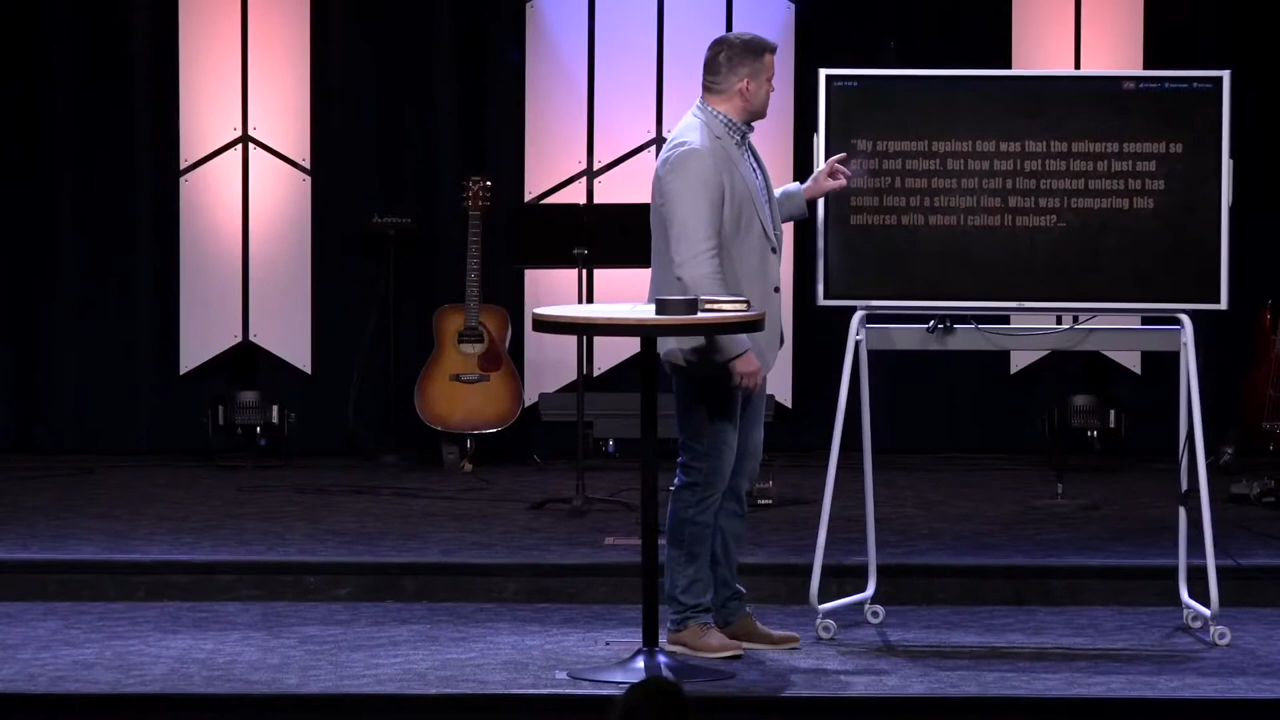 "My argument against God was that the universe seemed so
cruel and unjust. But how had I got this idea of just and
unjust? A man does not call a line crooked unless he has
some idea of a straight line. What was I comparing this
universe with when I called it unjust?...